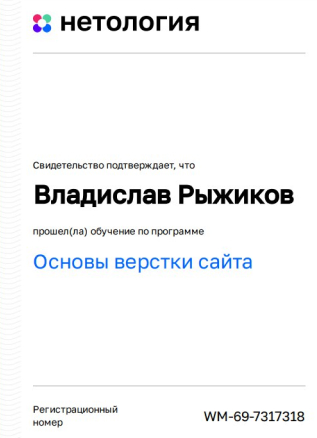 нетология
Свидетельство подтверждает, что
Владислав Рыжиков
прошел(ла) обучение по программе
Основы верстки сайта
Регистрационный
номер
WM-69-7317318